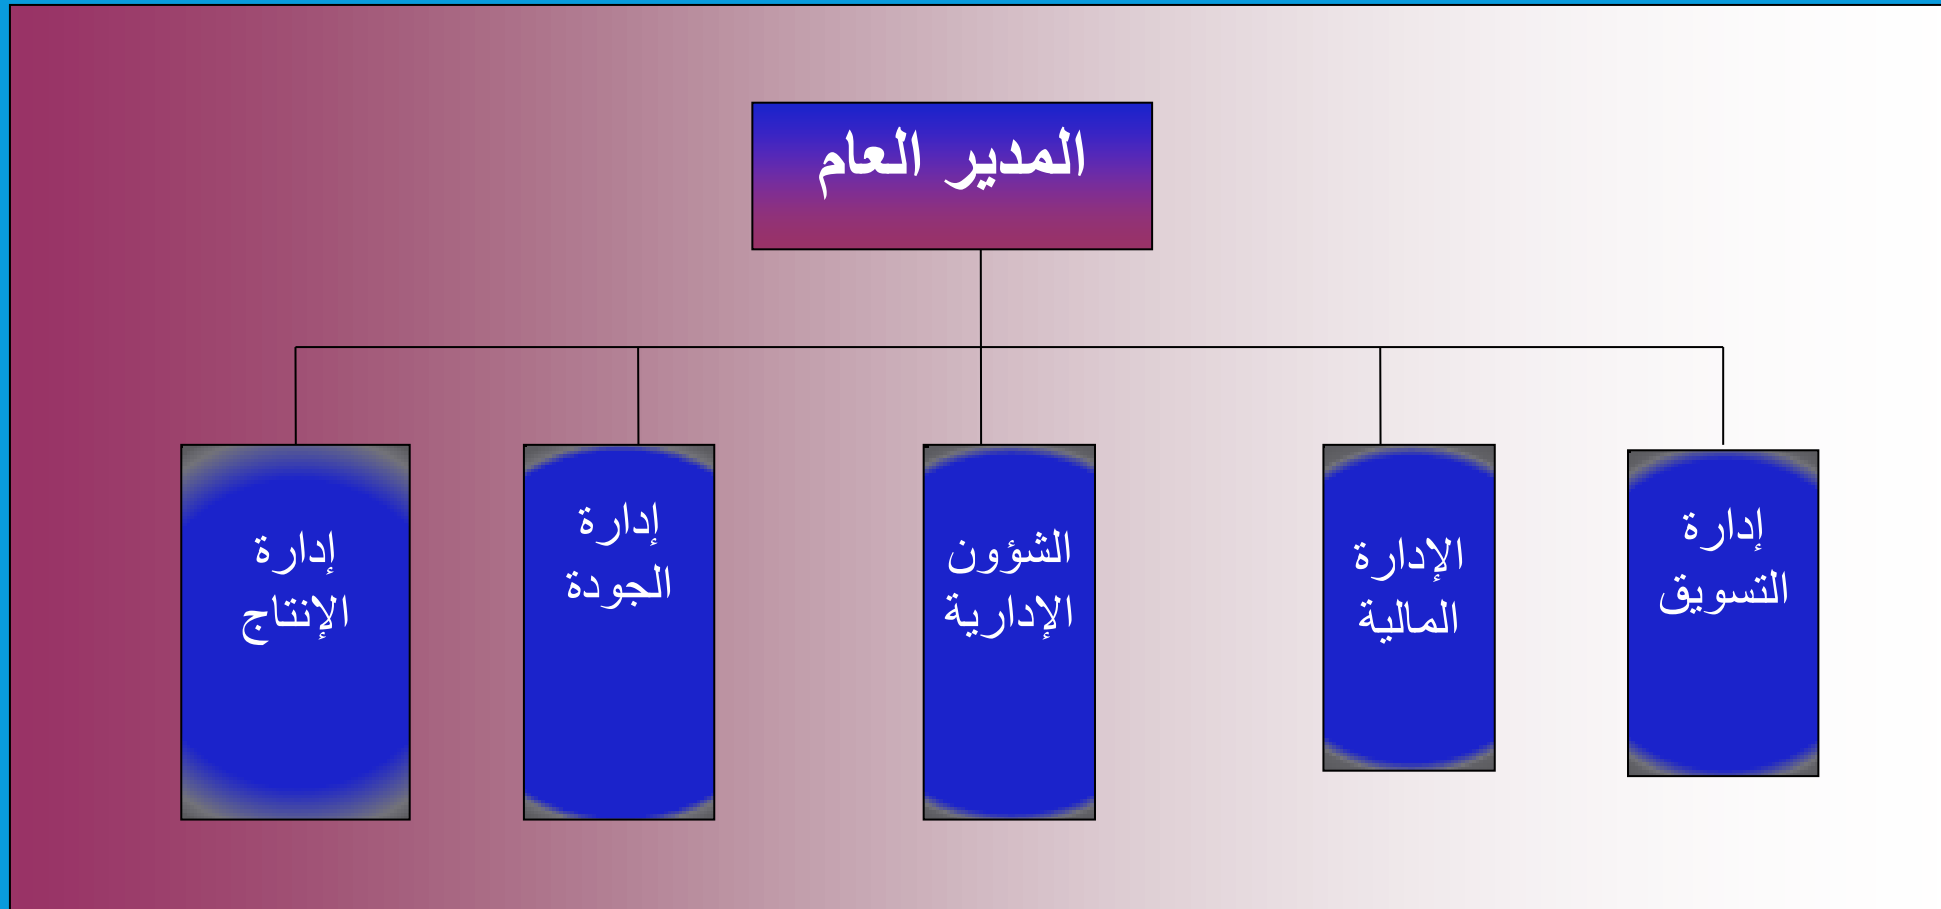 المدير العام
إدارة
التسويق
الإدارة
المالية
الشؤون
الإدارية
إدارة
الجودة
إدارة
الإنتاج